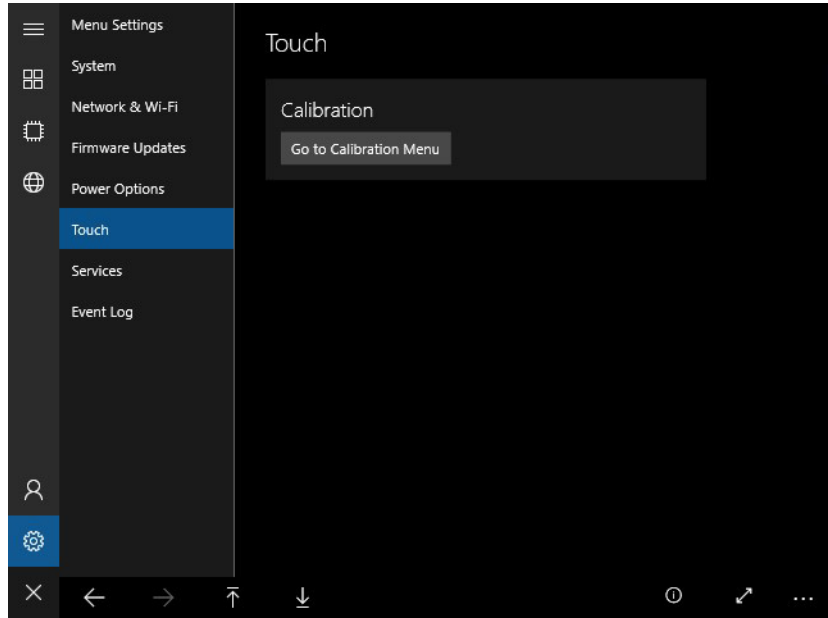 Menu Settings
System
Network & Wi-Fi
Firmware Updates
Power Options
Touch
Services
Event Log
Touch
Calibration
Go to Calibration Menu